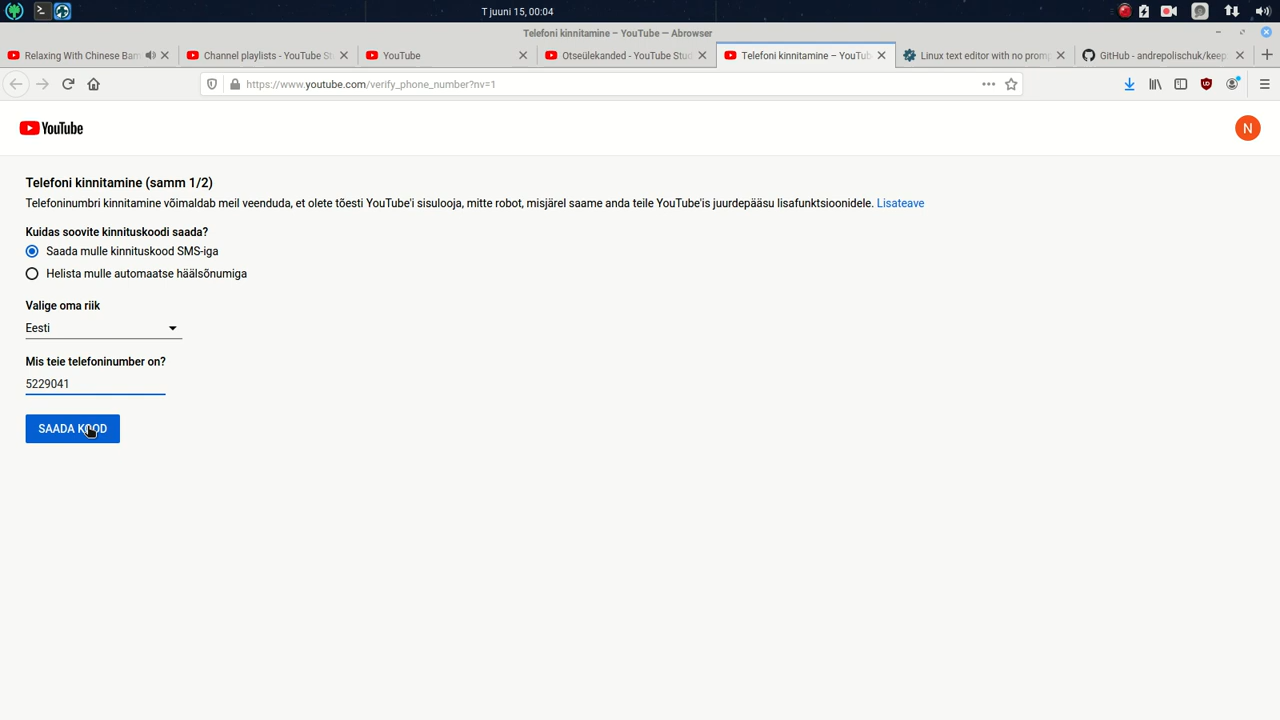 T juuni 15, 00:04
Telefoni kinnitamine – YouTube — Abrowser
Relaxing With Chinese Bam
Channel playlists - YouTube St
YouTube
Otseülekanded - YouTube Stud
Telefoni kinnitamine – YouTub
Linux text editor with no promp
GitHub - andrepolischuk/keep
https://www.youtube.com/verify_phone_number?nv=1
YouTube
N
Telefoni kinnitamine (samm 1/2)
Telefoninumbri kinnitamine võimaldab meil veenduda, et olete tõesti YouTube'i sisulooja, mitte robot, misjärel saame anda teile YouTube'is juurdepääsu lisafunktsioonidele. Lisateave
Kuidas soovite kinnituskoodi saada?
Saada mulle kinnituskood SMS-iga
Helista mulle automaatse häälsõnumiga
Valige oma riik
Eesti
Mis teie telefoninumber on?
5229041
SAADA KOOD